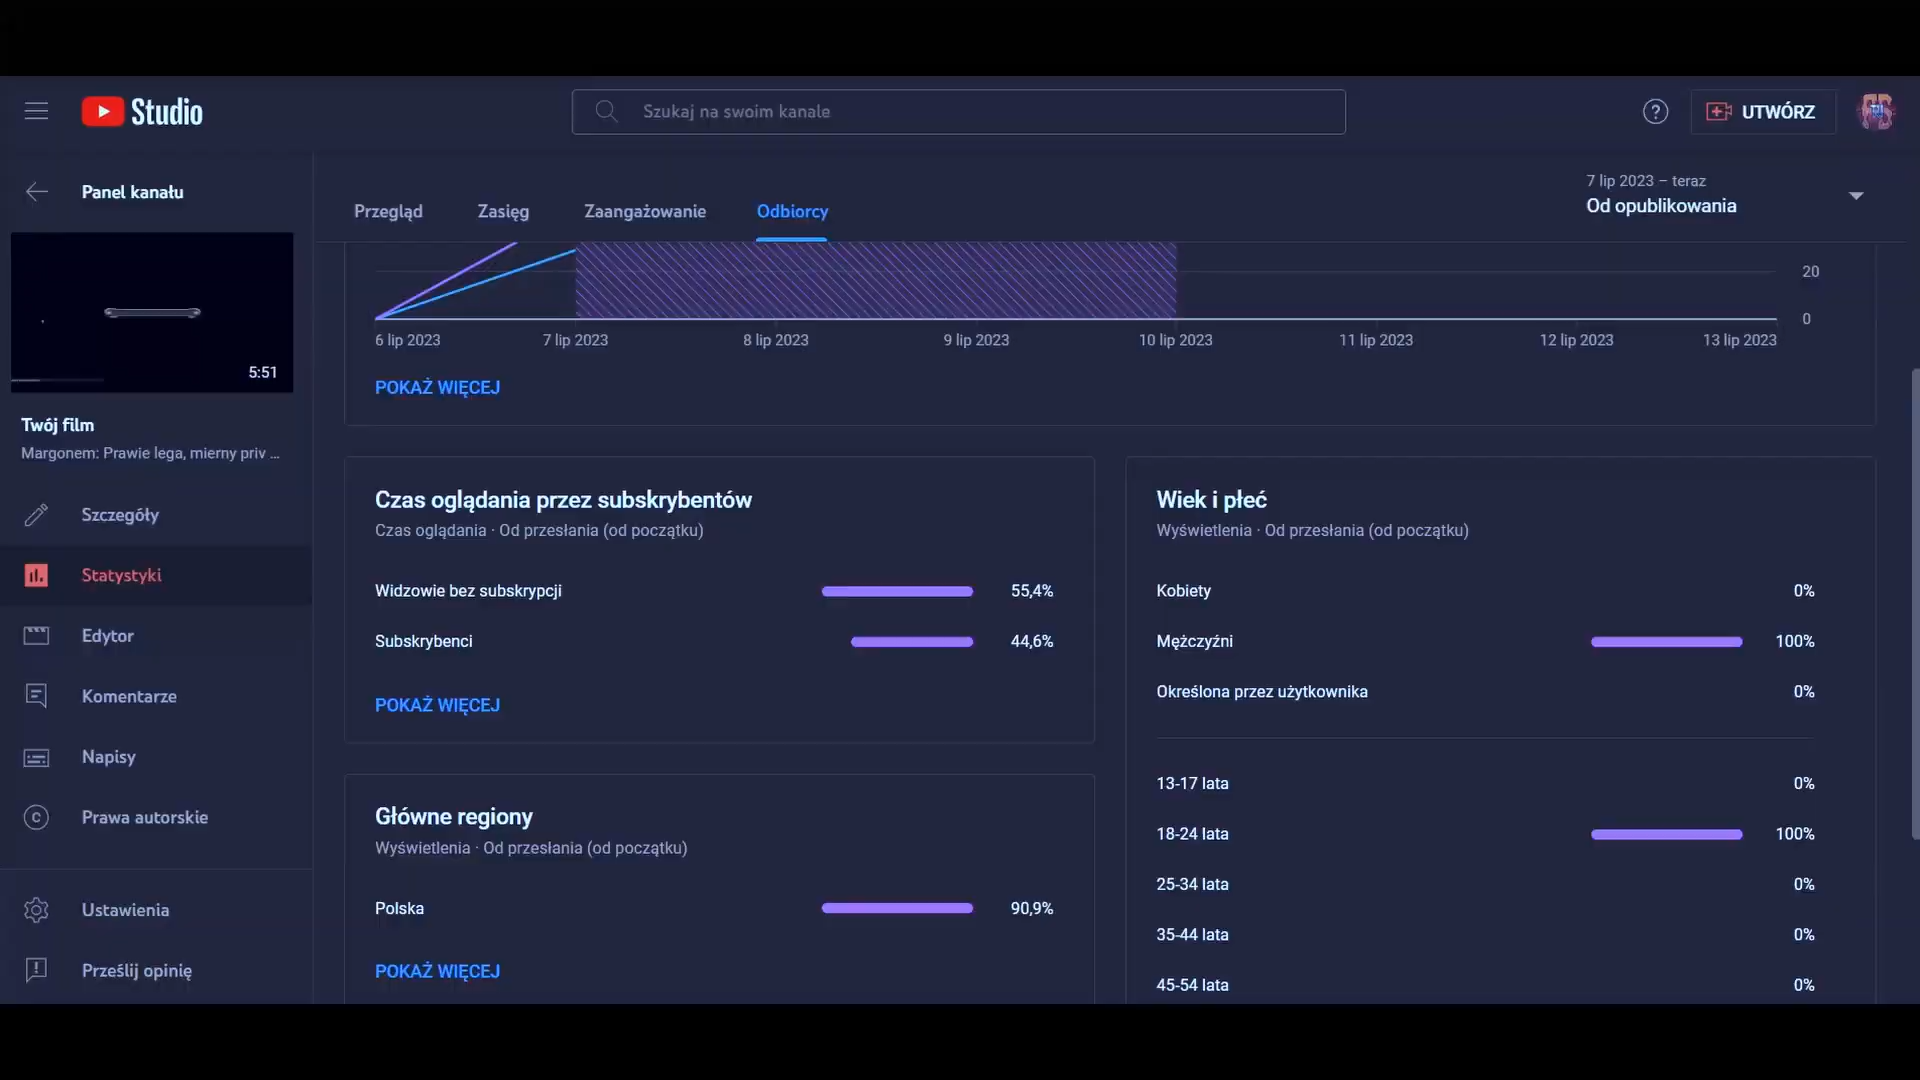 Studio
Szukaj na swoim kanale
?
UTWÓRZ
Panel kanału
5:51
Twój film
Margonem: Prawie lega, mierny priv ...
Szczegóły
Statystyki
Edytor
Komentarze
Napisy
Prawa autorskie
Ustawienia
Prześlij opinię
Przegląd
Zasięg
Zaangażowanie
Odbiorcy
7 lip 2023 – teraz
Od opublikowania
20
0
6 lip 2023
7 lip 2023
8 lip 2023
9 lip 2023
10 lip 2023
11 lip 2023
12 lip 2023
13 lip 2023
POKAŻ WIĘCEJ
Czas oglądania przez subskrybentów
Czas oglądania · Od przesłania (od początku)
Widzowie bez subskrypcji 55,4%
Subskrybenci 44,6%
POKAŻ WIĘCEJ
Główne regiony
Wyświetlenia · Od przesłania (od początku)
Polska 90,9%
POKAŻ WIĘCEJ
Wiek i płeć
Wyświetlenia · Od przesłania (od początku)
Kobiety 0%
Mężczyźni 100%
Określona przez użytkownika 0%
13-17 lata 0%
18-24 lata 100%
25-34 lata 0%
35-44 lata 0%
45-54 lata 0%